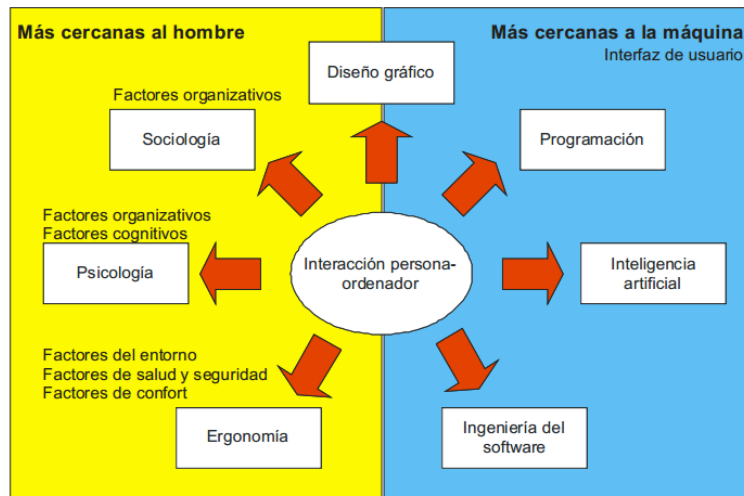 Más cercanas al hombre
Más cercanas a la máquina
Interfaz de usuario
Diseño gráfico
Factores organizativos
Sociología
Programación
Factores organizativos
Factores cognitivos
Psicología
Interacción persona-
ordenador
Inteligencia
artificial
Factores del entorno
Factores de salud y seguridad
Factores de confort
Ergonomía
Ingeniería del
software